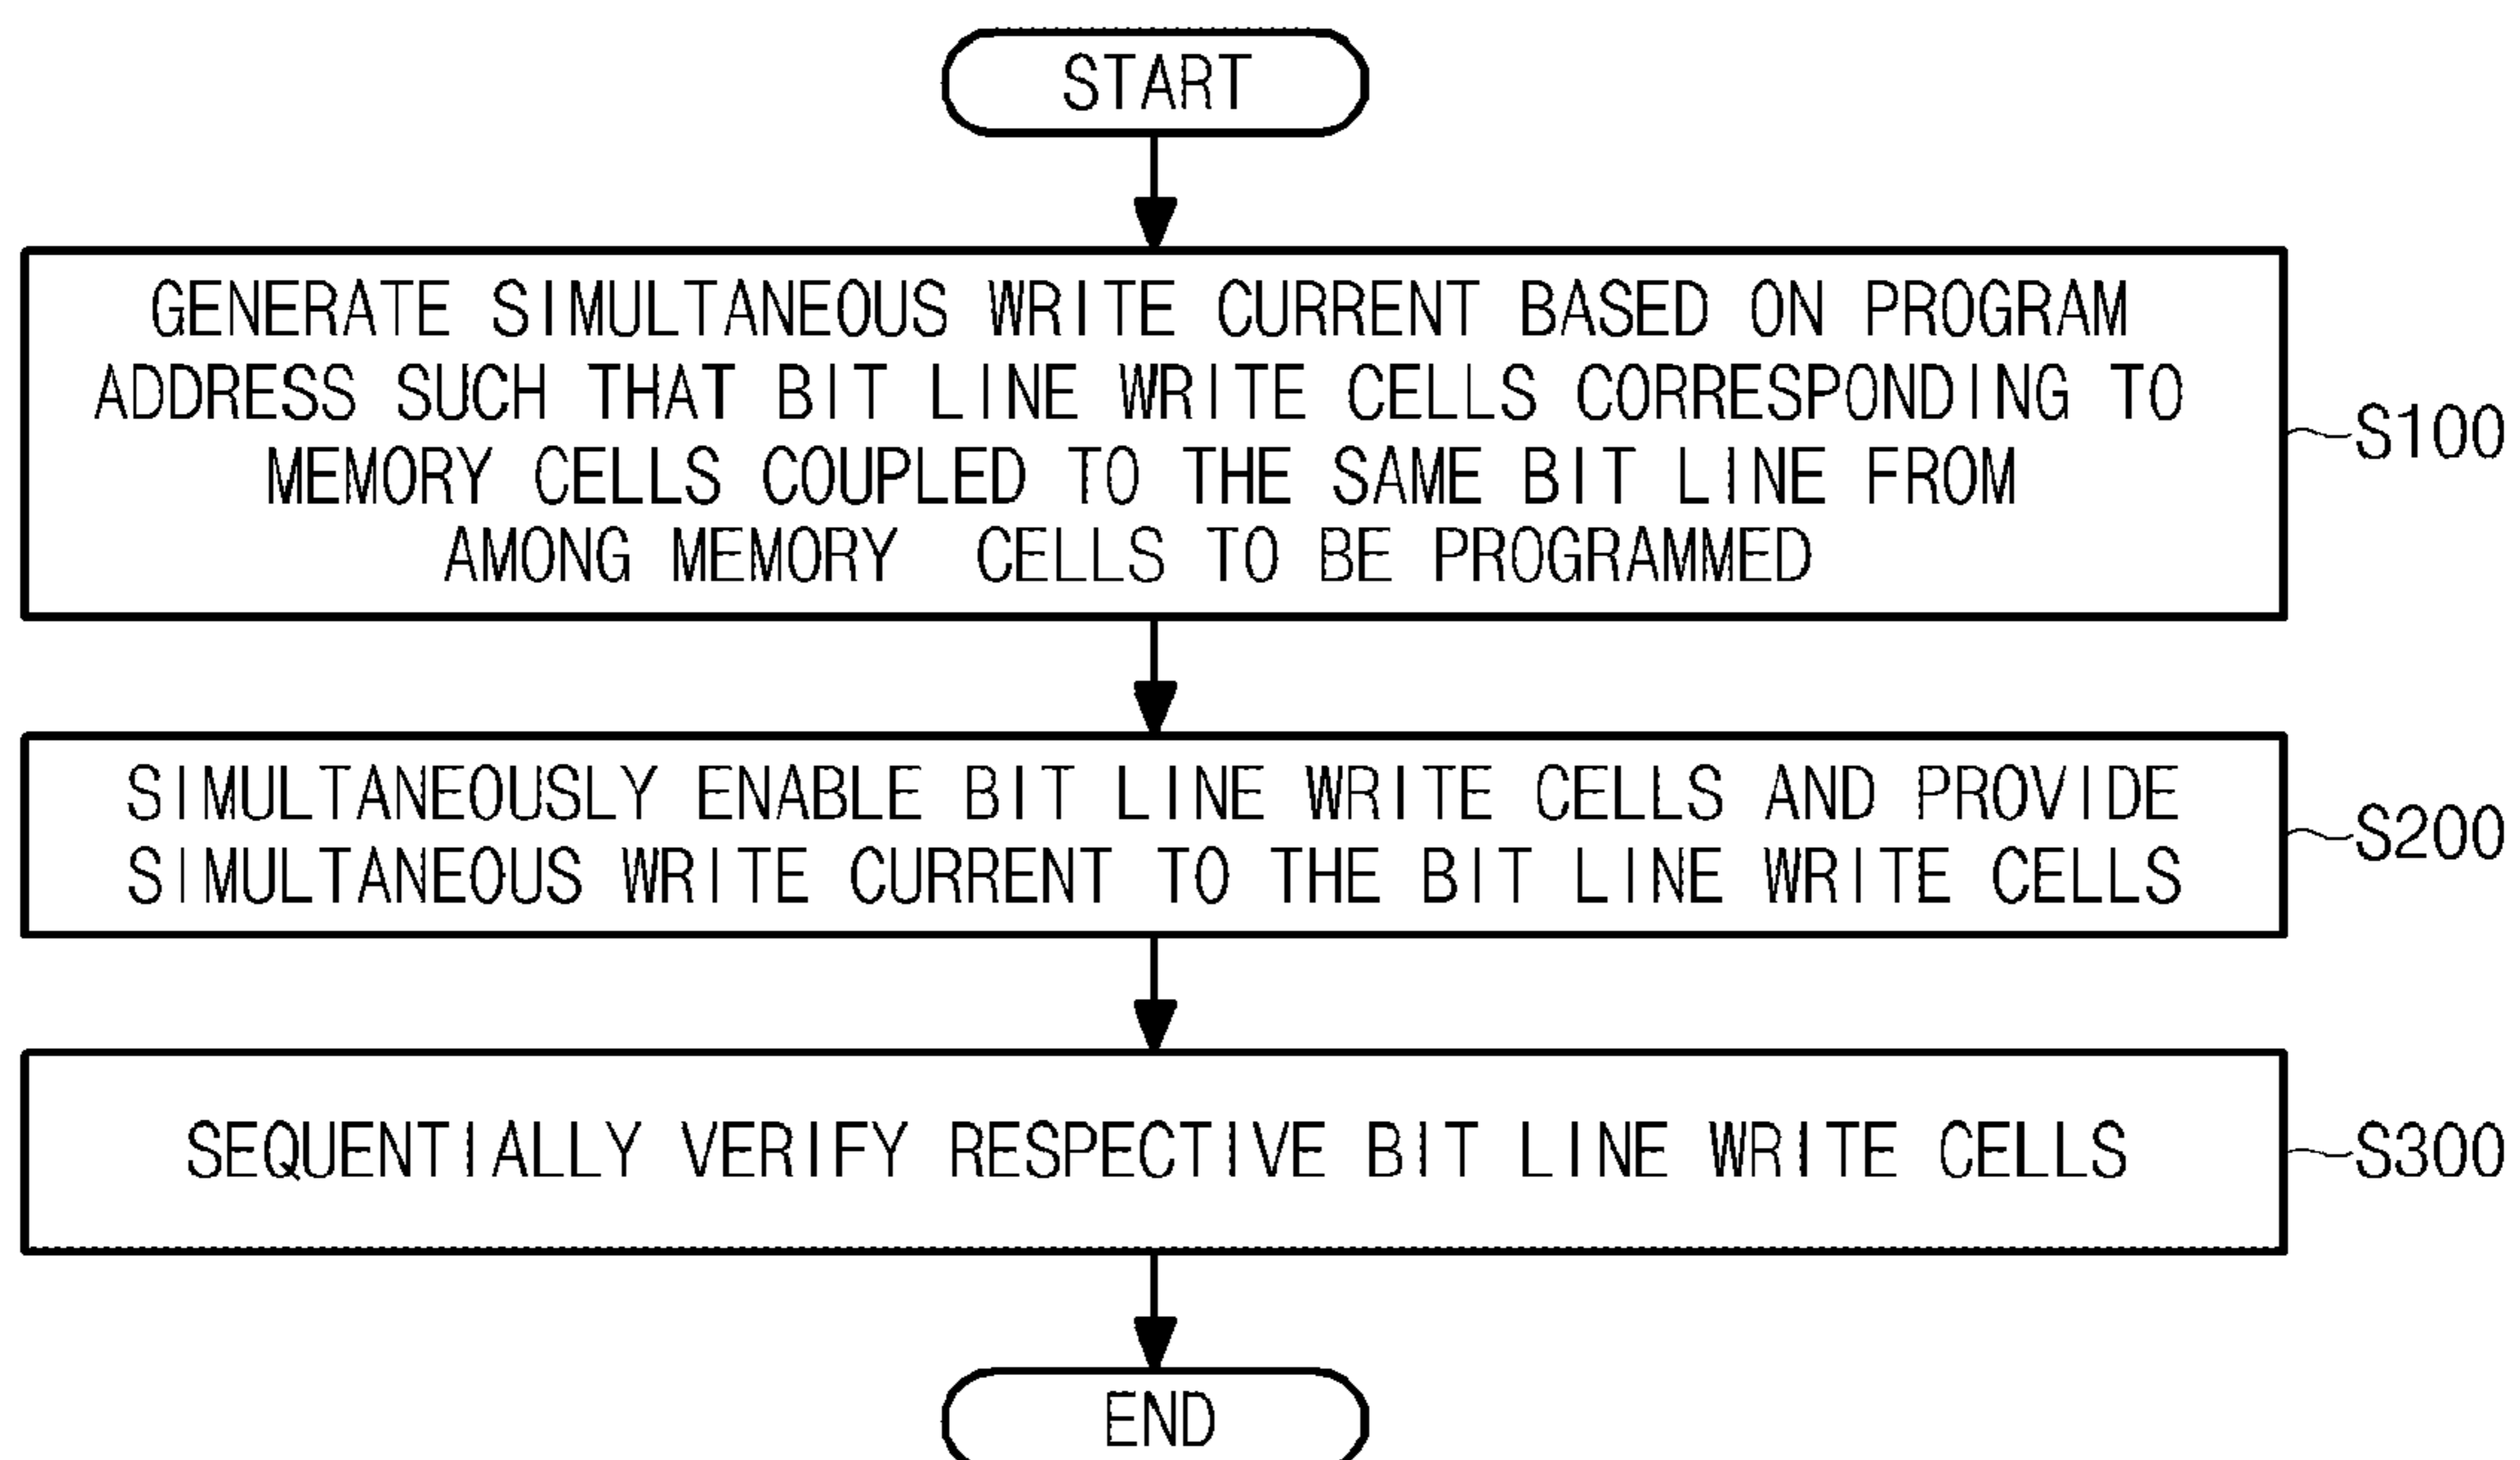 START
GENERATE SIMULTANEOUS WRITE CURRENT BASED ON PROGRAM
ADDRESS SUCH THAT BIT LINE WRITE CELLS CORRESPONDING TO
MEMORY CELLS COUPLED TO THE SAME BIT LINE FROM
AMONG MEMORY CELLS TO BE PROGRAMMED
S100
SIMULTANEOUSLY ENABLE BIT LINE WRITE CELLS AND PROVIDE
SIMULTANEOUS WRITE CURRENT TO THE BIT LINE WRITE CELLS
S200
SEQUENTIALLY VERIFY RESPECTIVE BIT LINE WRITE CELLS
S300
END